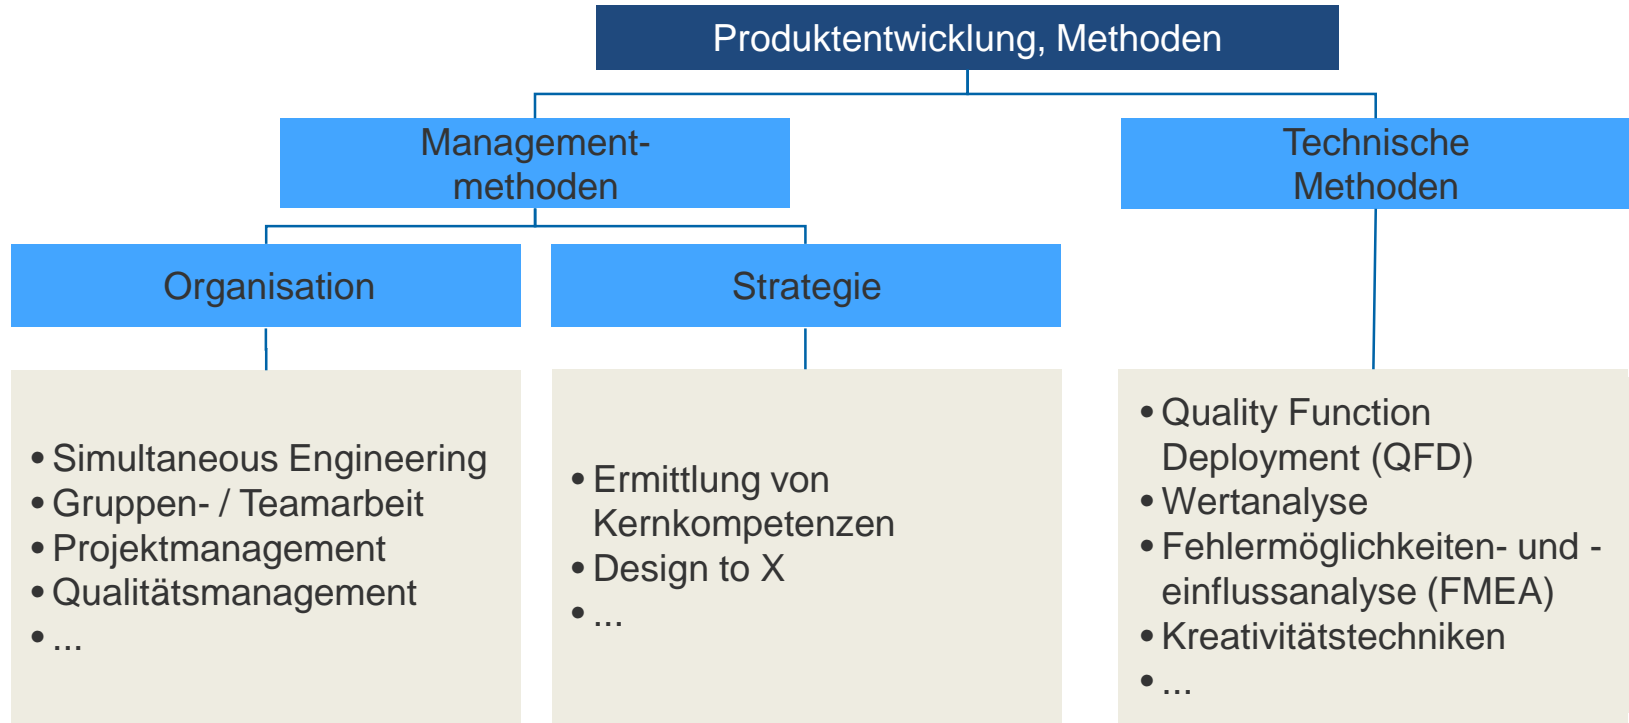 Produktentwicklung, Methoden
Management-
methoden
Technische
Methoden
Organisation
Strategie
• Simultaneous Engineering
• Gruppen- / Teamarbeit
• Projektmanagement
• Qualitätsmanagement
• ...
• Ermittlung von
Kernkompetenzen
• Design to X
• ...
• Quality Function
Deployment (QFD)
• Wertanalyse
• Fehlermöglichkeiten- und -
einflussanalyse (FMEA)
• Kreativitätstechniken
• ...